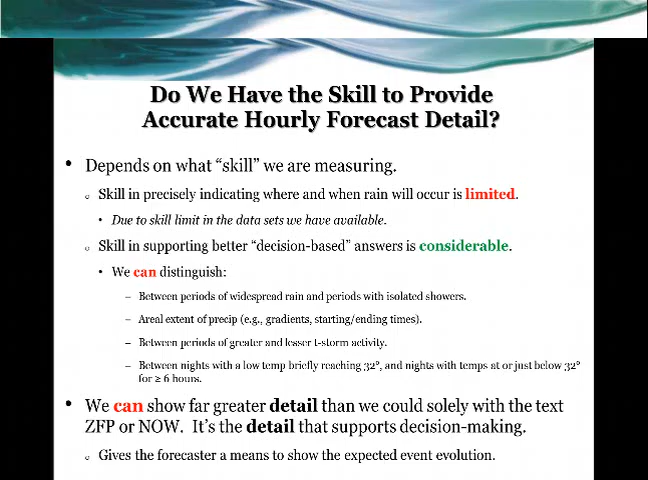 Do We Have the Skill to Provide
Accurate Hourly Forecast Detail?
• Depends on what “skill” we are measuring.
o Skill in precisely indicating where and when rain will occur is limited.
• Due to skill limit in the data sets we have available.
o Skill in supporting better “decision-based” answers is considerable.
• We can distinguish:
– Between periods of widespread rain and periods with isolated showers.
– Areal extent of precip (e.g., gradients, starting/ending times).
– Between periods of greater and lesser t-storm activity.
– Between nights with a low temp briefly reaching 32°, and nights with temps at or just below 32°
for ≥ 6 hours.
• We can show far greater detail than we could solely with the text
ZFP or NOW. It’s the detail that supports decision-making.
o Gives the forecaster a means to show the expected event evolution.